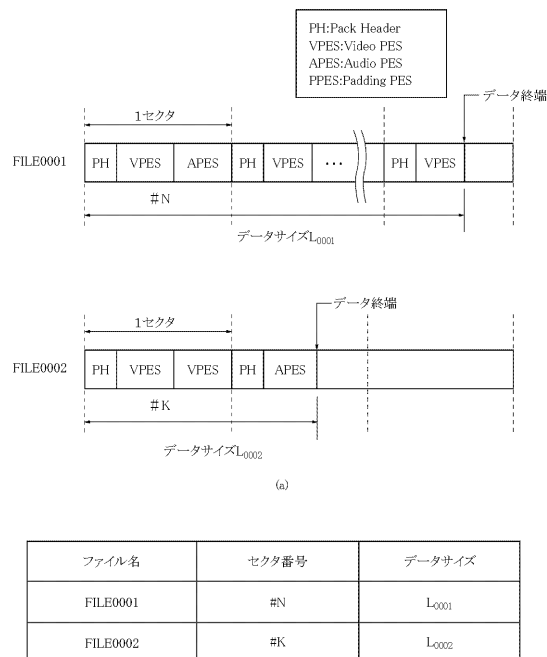 PH:Pack Header
VPES:Video PES
APES:Audio PES
PPES:Padding PES
データ終端
1セクタ
FILE0001 PH VPES APES PH VPES ・・・ PH VPES
#N
データサイズL0001
データ終端
1セクタ
FILE0002 PH VPES VPES PH APES
#K
データサイズL0002
(a)
ファイル名 セクタ番号 データサイズ
FILE0001 #N L0001
FILE0002 #K L0002